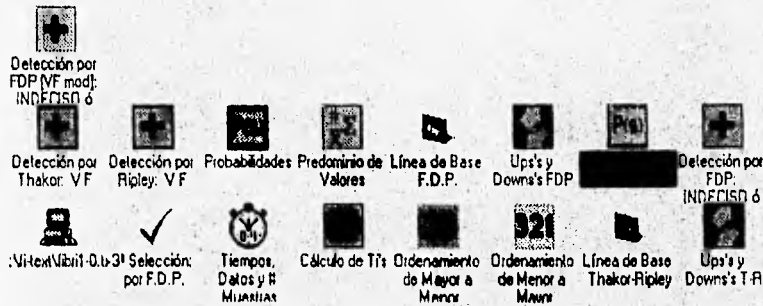 Detección por
FDP [VF mod]:
INDECISO ó
P(s)
Detección por
Thakor: VF
Detección por
Ripley: VF
Probabilidades
Predominio de
Valores
Línea de Base
F.D.P.
Ups's y
Downs's FDP
Detección por
FDP:
INDECISO ó
321
Selección:
por F.D.P.
Tiempos,
Datos y #
Muestras
Cálculo de Ti's
Ordenamiento
de Mayor a
Menor
Ordenamiento
de Menor a
Mayor
Línea de Base
Thakor-Ripley
Ups's y
Downs's T-R